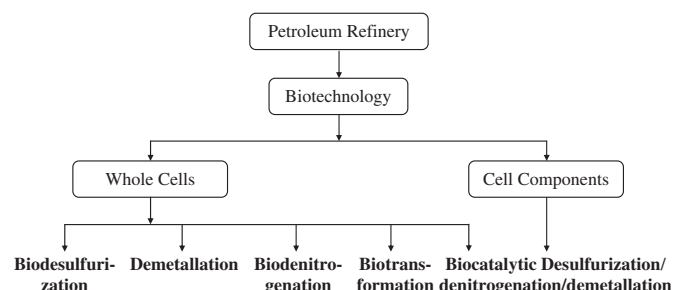 Petroleum Refinery
Biotechnology
Whole Cells
Cell Components
Biodesulfuri-
zation
Demetallation
Biodenitro-
genation
Biotrans-
formation
Biocatalytic Desulfurization/
denitrogenation/demetallation